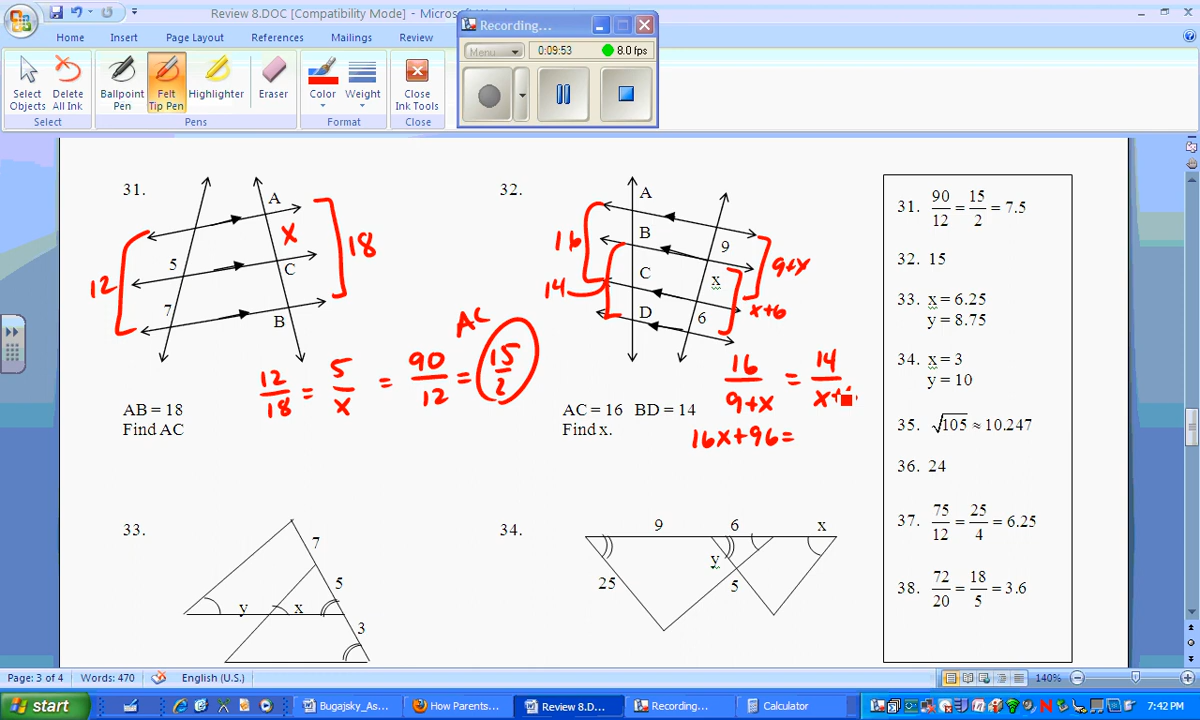 Review 8.DOC [Compatibility Mode] - Micros
Recording...
Menu
0:09:53
8.0 fps
Home Insert Page Layout References Mailings Review
Select Objects
Delete All Ink
Ballpoint Pen
Felt Tip Pen
Highlighter
Eraser
Color
Weight
Close Ink Tools
Select Pens Format Close
31.
A
x
18
5
C
12
7
B
AC
12/18 = 5/x = 90/12 = 15/2
AB = 18
Find AC
32.
A
B
9
16
9+x
C
x
14
D
6
x+6
16/9+x = 14/x+
16x+96=
AC = 16 BD = 14
Find x.
33.
7
5
y
x
3
34.
9
6
x
y
25
5
31. 90/12 = 15/2 = 7.5
32. 15
33. x = 6.25
y = 8.75
34. x = 3
y = 10
35. √105 ≈ 10.247
36. 24
37. 75/12 = 25/4 = 6.25
38. 72/20 = 18/5 = 3.6
Page: 3 of 4 Words: 470 English (U.S.) 140%
start
Bugajsky_As...
How Parents...
Review 8.D...
Recording...
Calculator
7:42 PM